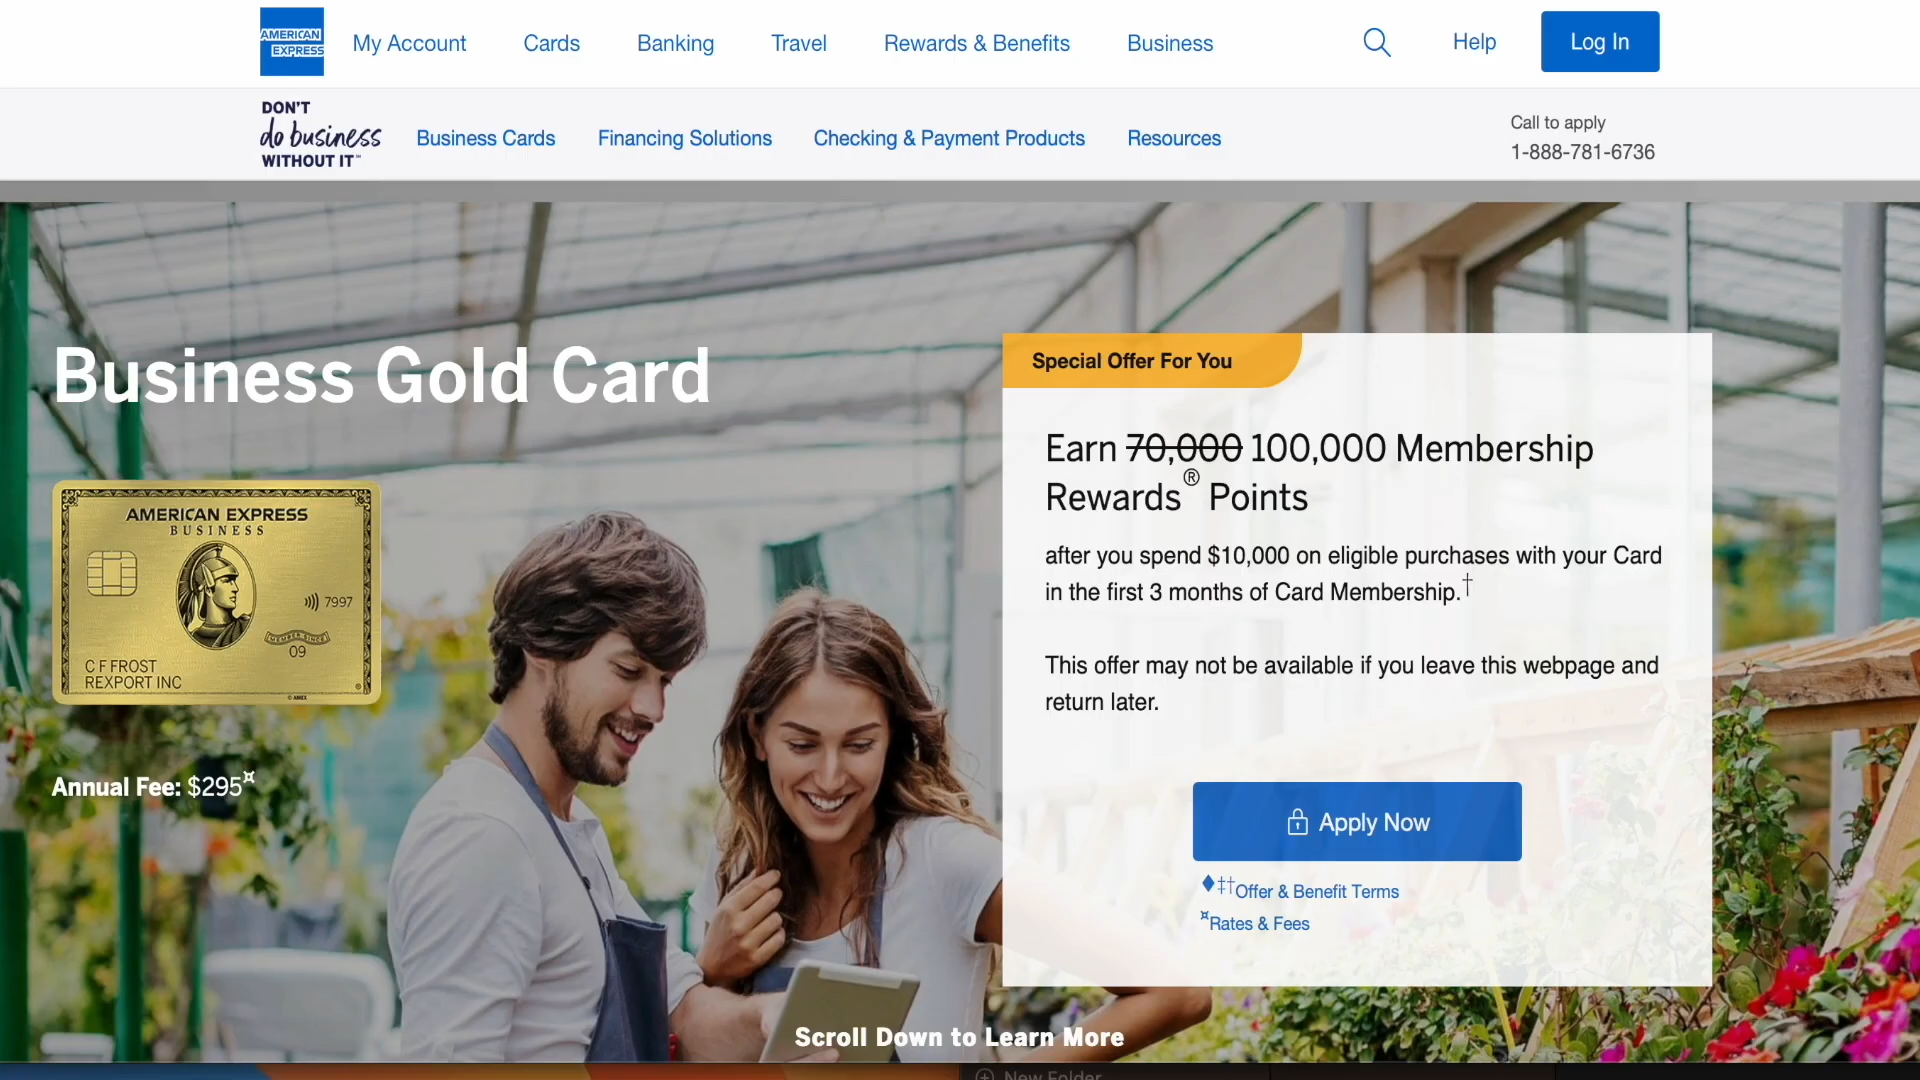 AMERICAN
EXPRESS
My Account
Cards
Banking
Travel
Rewards & Benefits
Business
Help
Log In
DON'T
do business
WITHOUT IT™
Business Cards
Financing Solutions
Checking & Payment Products
Resources
Call to apply
1-888-781-6736
Business Gold Card
AMERICAN EXPRESS
BUSINESS
7997
MEMBER SINCE
09
C F FROST
REXPORT INC
© AMEX
Annual Fee: $295¤
Special Offer For You
Earn 70,000 100,000 Membership
Rewards® Points
after you spend $10,000 on eligible purchases with your Card
in the first 3 months of Card Membership.†
This offer may not be available if you leave this webpage and
return later.
Apply Now
♦‡†Offer & Benefit Terms
¤Rates & Fees
Scroll Down to Learn More
New Folder